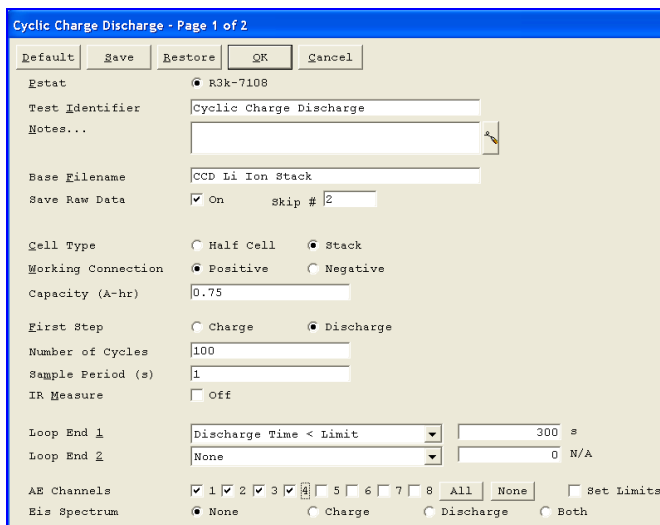 Cyclic Charge Discharge - Page 1 of 2
Default Save Restore OK Cancel
Pstat R3k-7108
Test Identifier Cyclic Charge Discharge
Notes...
Base Filename CCD Li Ion Stack
Save Raw Data On Skip # 2
Cell Type Half Cell Stack
Working Connection Positive Negative
Capacity (A-hr) 0.75
First Step Charge Discharge
Number of Cycles 100
Sample Period (s) 1
IR Measure Off
Loop End 1 Discharge Time < Limit 300 s
Loop End 2 None 0 N/A
AE Channels 1 2 3 4 5 6 7 8 All None Set Limits
Eis Spectrum None Charge Discharge Both